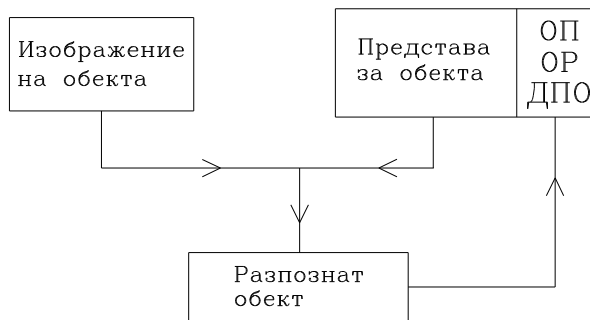 Изображение
на обекта
Представа
за обекта
ОП
ОР
ДПО
Разпознат
обект